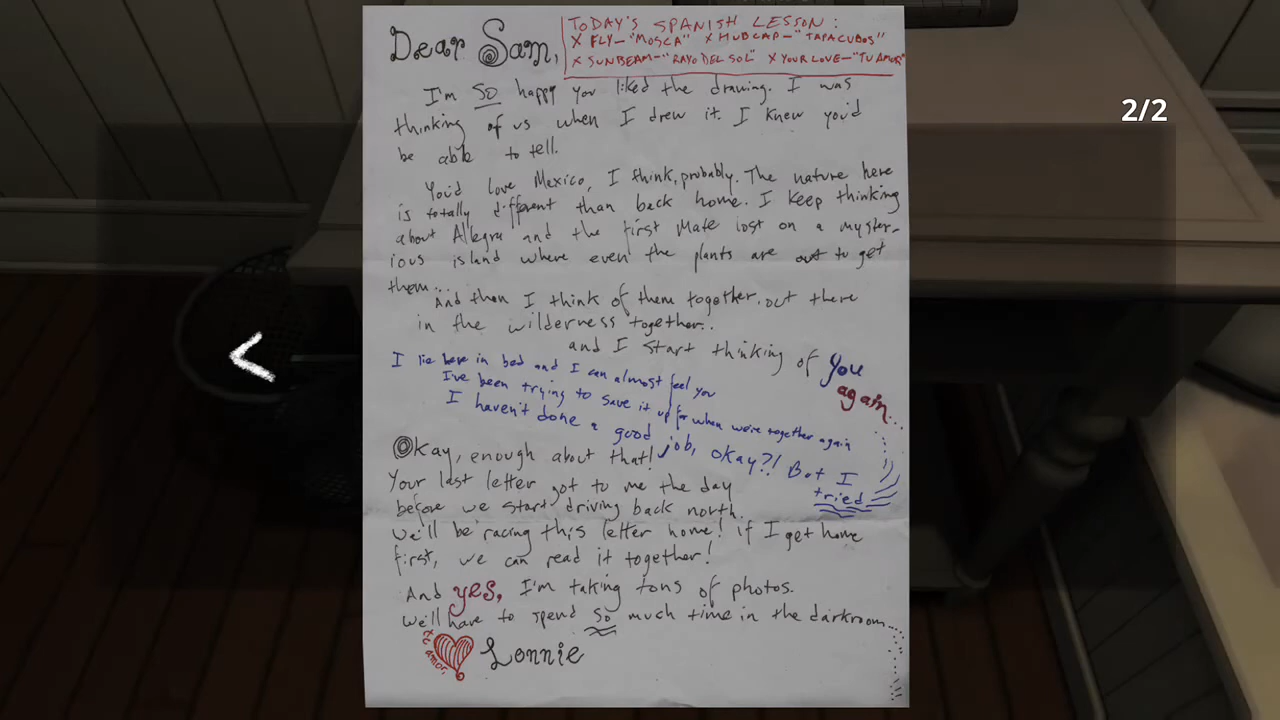 Dear Sam,
TODAY'S SPANISH LESSON:
X FLY-"MOSCA" X HUBCAP-"TAPACUBOS"
X SUNBEAM-"RAYO DEL SOL" X YOUR LOVE-"TU AMOR"
2/2
I'm SO happy you liked the drawing. I was
thinking of us when I drew it. I knew you'd
be able to tell.
You'd love Mexico, I think, probably. The nature here
is totally different than back home. I keep thinking
about Allegra and the First Mate lost on a myster-
ious island where even the plants are out to get
them...
And then I think of them together, out there
in the wilderness together..
and I start thinking of you
again...
I lie here in bed and I can almost feel you
I've been trying to save it up for when we're together again
I haven't done a good job, okay?! But I
tried
Okay, enough about that!
Your last letter got to me the day
before we start driving back north.
We'll be racing this letter home! if I get home
first, we can read it together!
And yes, I'm taking tons of photos.
We'll have to spend so much time in the darkroom...
Te amor,
Lonnie